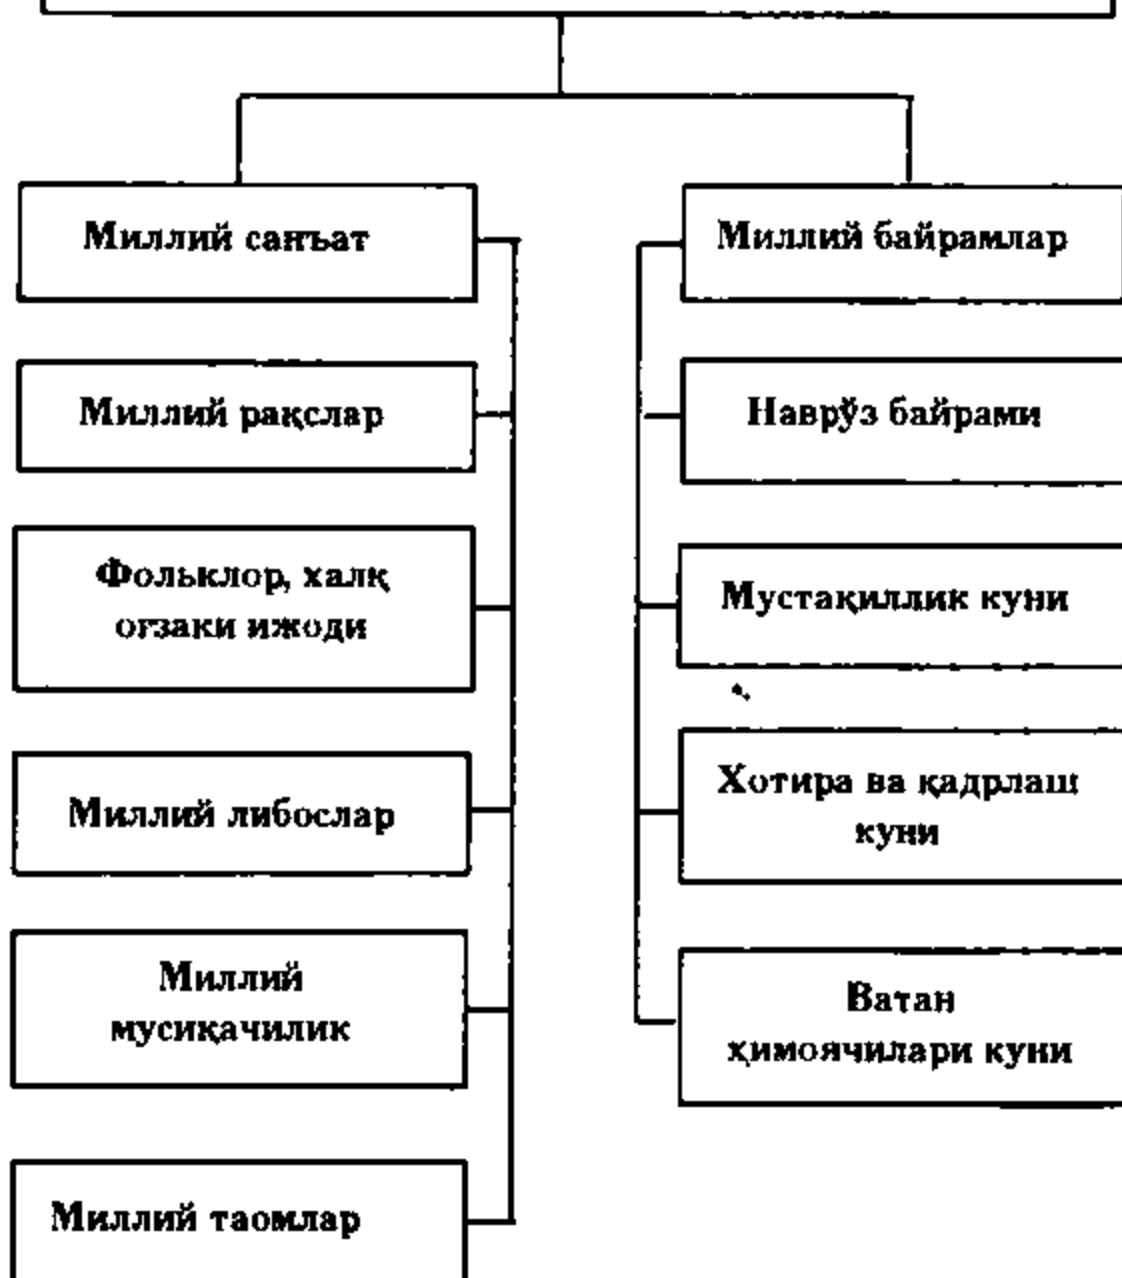 Миллий санъат
Миллий рақслар
Фольклор, халқ
оғзаки ижоди
Миллий либослар
Миллий
мусиқачилик
Миллий таомлар
Миллий байрамлар
Наврўз байрами
Мустақиллик куни
Хотира ва қадрлаш
куни
Ватан
ҳимоячилари куни